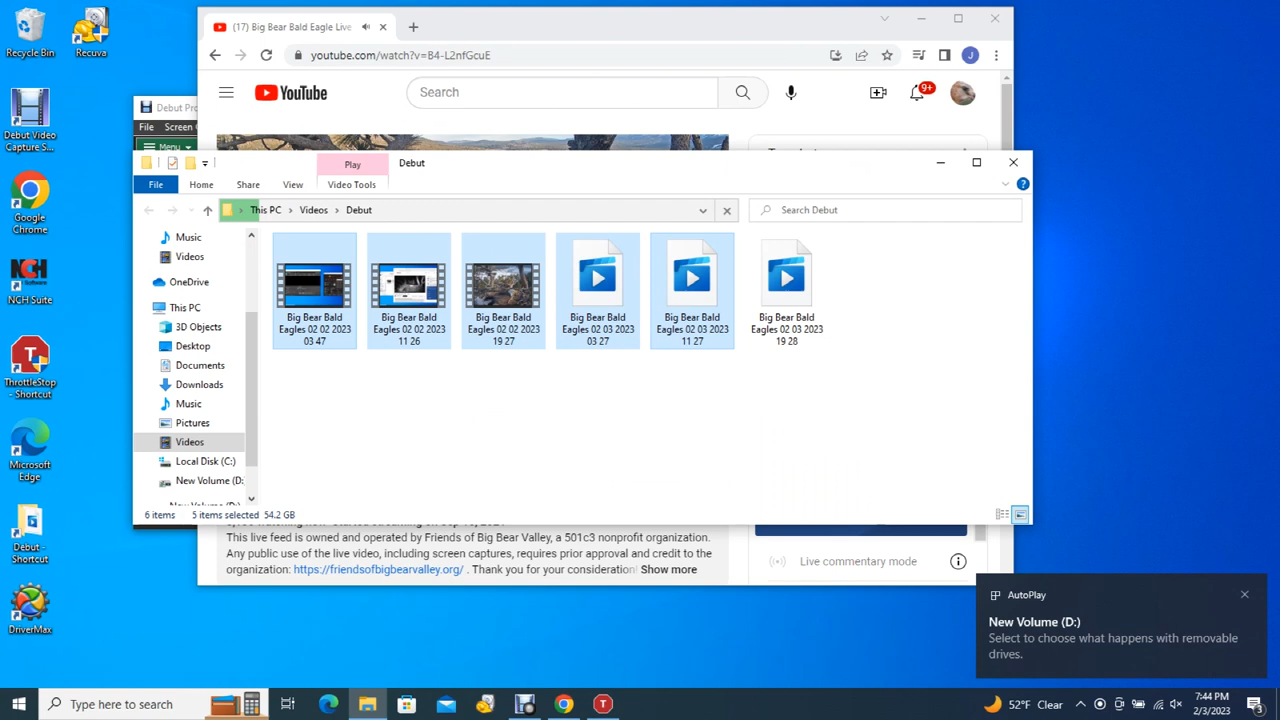 Recycle Bin
Recuva
Debut Video
Capture S...
Google
Chrome
NCH Suite
ThrottleStop
- Shortcut
Microsoft
Edge
Debut -
Shortcut
DriverMax
(17) Big Bear Bald Eagle Live
youtube.com/watch?v=B4-L2nfGcuE
J
YouTube
Search
9+
Debut Pro
File Screen
Menu
Play
Debut
File
Home
Share
View
Video Tools
This PC
Videos
Debut
Search Debut
Music
Videos
OneDrive
This PC
3D Objects
Desktop
Documents
Downloads
Music
Pictures
Videos
Local Disk (C:)
New Volume (D:
Big Bear Bald
Eagles 02 02 2023
03 47
Big Bear Bald
Eagles 02 02 2023
11 26
Big Bear Bald
Eagles 02 02 2023
19 27
Big Bear Bald
Eagles 02 03 2023
03 27
Big Bear Bald
Eagles 02 03 2023
11 27
Big Bear Bald
Eagles 02 03 2023
19 28
6 items
5 items selected 54.2 GB
This feed is owned and operated by Friends of Big Bear Valley, a 501c3 nonprofit organization.
Any public use of the live video, including screen captures, requires prior approval and credit to the
organization: https://friendsofbigbearvalley.org/ . Thank you for your consideration! Show more
Live commentary mode
AutoPlay
New Volume (D:)
Select to choose what happens with removable
drives.
Type here to search
52°F Clear
7:44 PM
2/3/2023
3